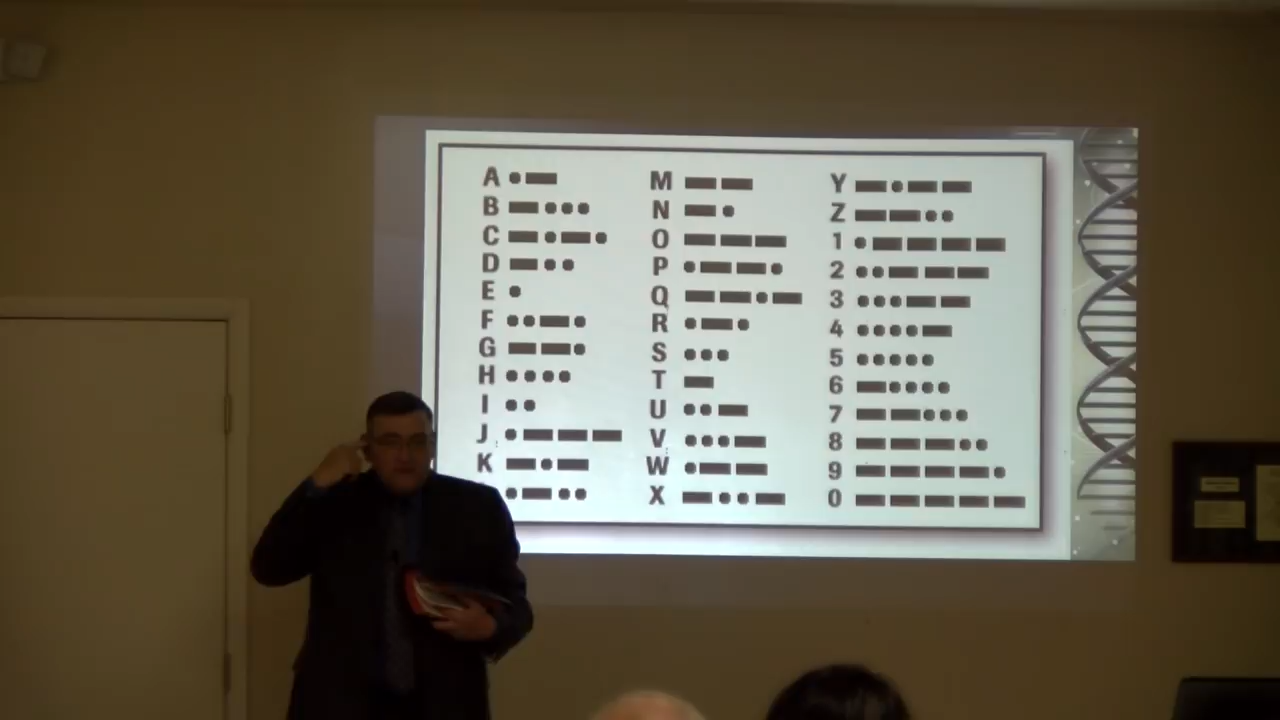 A •—
B —•••
C —•—•
D —••
E •
F ••—•
G ——•
H ••••
I ••
J •———
K —•—
•—••
M ——
N —•
O ———
P •——•
Q ——•—
R •—•
S •••
T —
U ••—
V •••—
W •——
X —••—
Y —•——
Z ——••
1 •————
2 ••———
3 •••——
4 ••••—
5 •••••
6 —••••
7 ——•••
8 ———••
9 ————•
0 —————